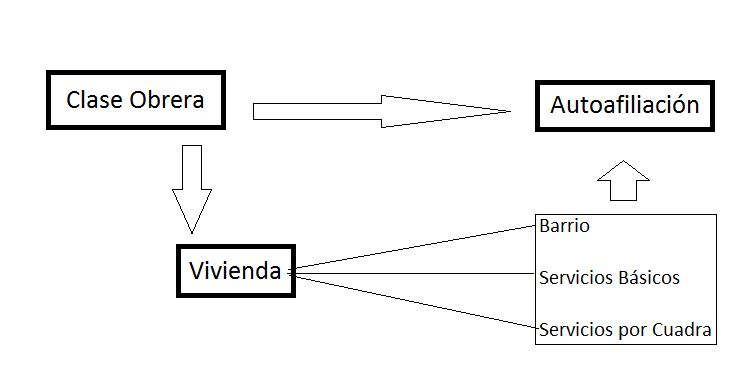 Clase Obrera
Autoafiliación
Vivienda
Barrio
Servicios Básicos
Servicios por Cuadra